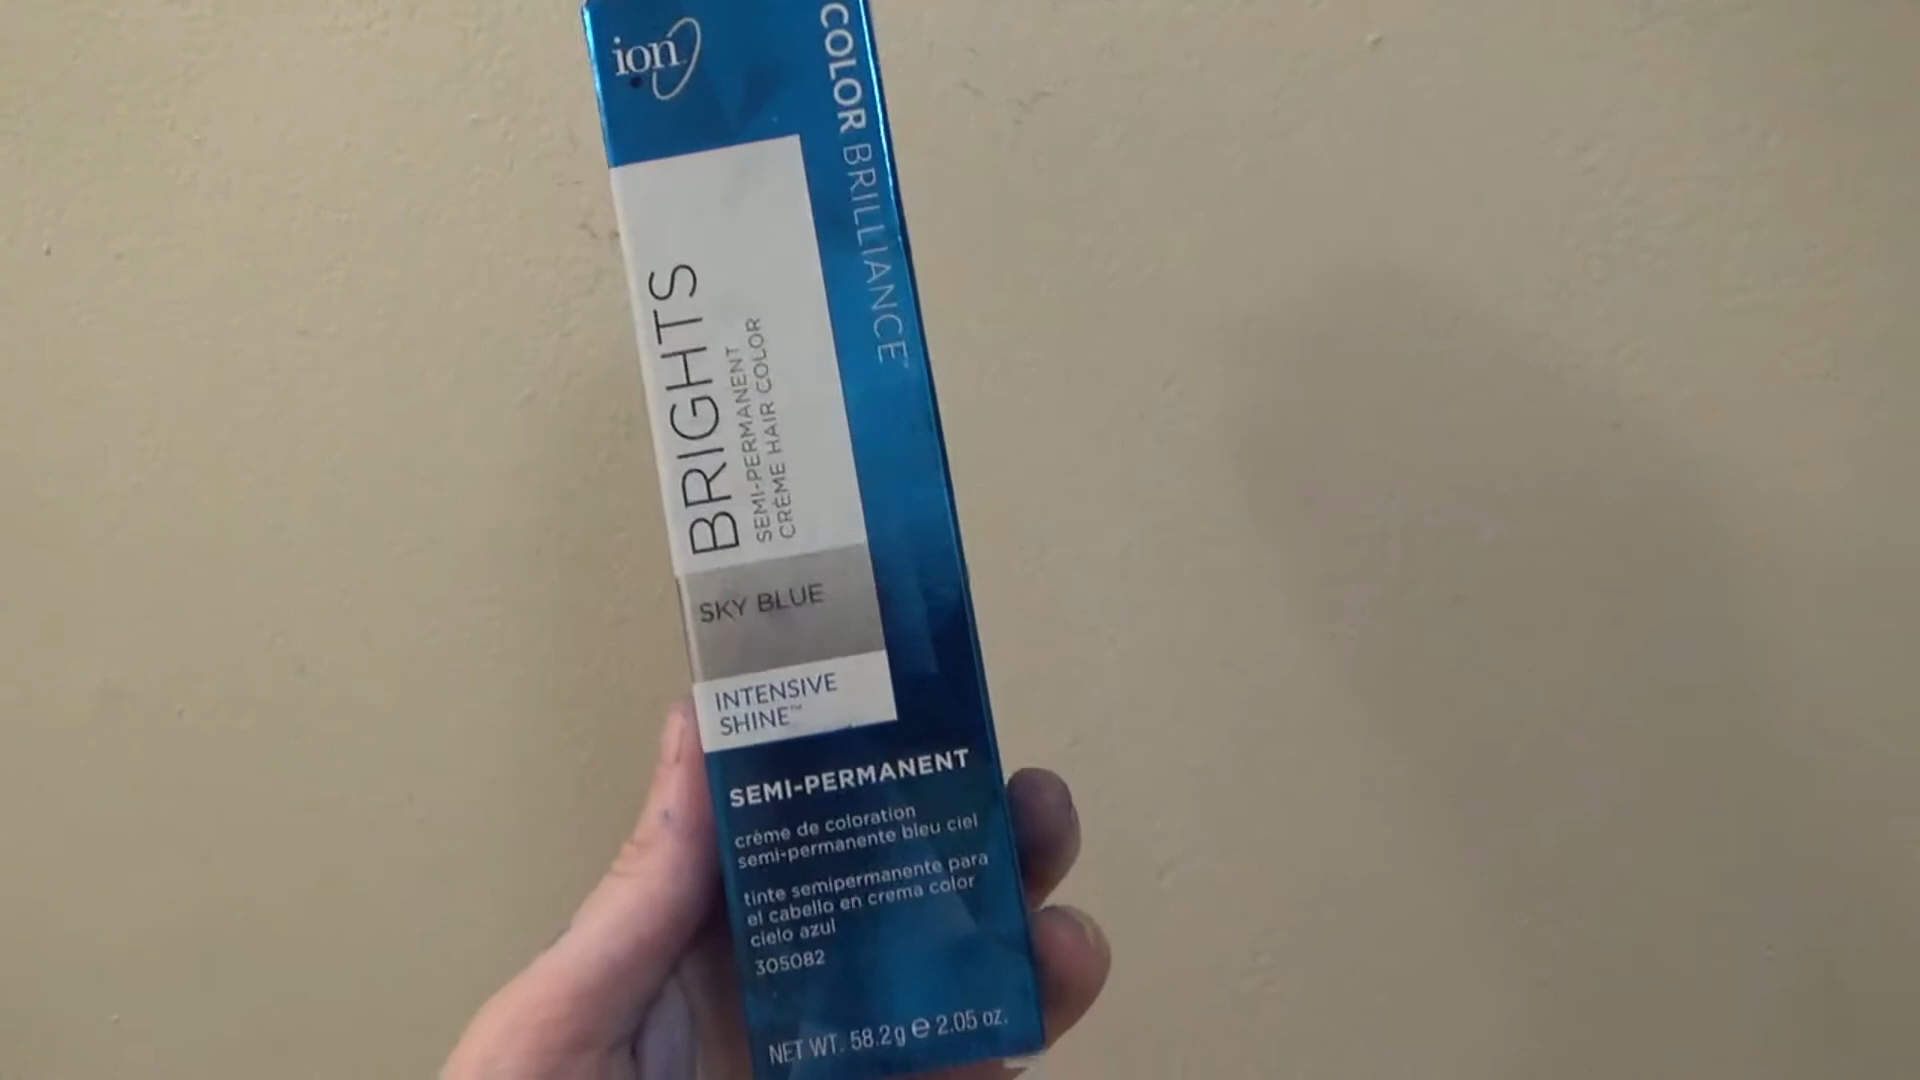 ion
COLOR BRILLIANCE
BRIGHTS
SEMI-PERMANENT
CRÈME HAIR COLOR
SKY BLUE
INTENSIVE
SHINE™
SEMI-PERMANENT
crème de coloration
semi-permanente bleu ciel
tinte semipermanente para
el cabello en crema color
cielo azul
305082
NET WT. 58.2g e 2.05 oz.